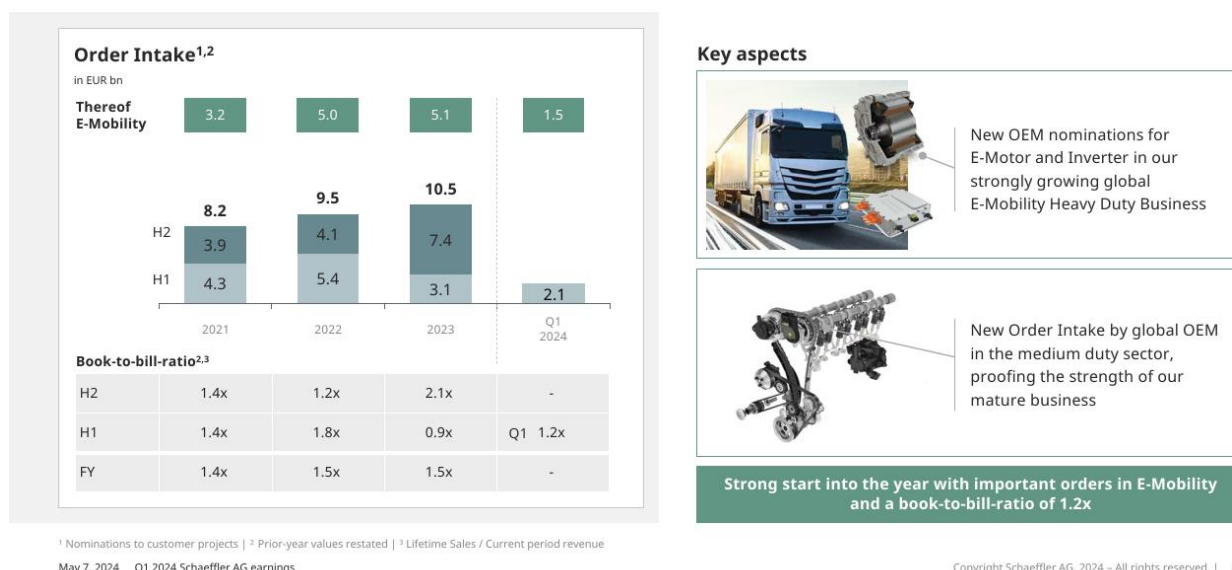 Order Intake1,2
in EUR bn
Thereof
E-Mobility
3.2 5.0 5.1 1.5
8.2 9.5 10.5
H2 3.9 4.1 7.4
H1 4.3 5.4 3.1 2.1
2021 2022 2023 Q1
2024
Book-to-bill-ratio2,3
H2 1.4x 1.2x 2.1x -
H1 1.4x 1.8x 0.9x Q1 1.2x
FY 1.4x 1.5x 1.5x -
Key aspects
New OEM nominations for
E-Motor and Inverter in our
strongly growing global
E-Mobility Heavy Duty Business
New Order Intake by global OEM
in the medium duty sector,
proofing the strength of our
mature business
Strong start into the year with important orders in E-Mobility
and a book-to-bill-ratio of 1.2x
1 Nominations to customer projects | 2 Prior-year values restated | 3 Lifetime Sales / Current period revenue
May 7, 2024 Q1 2024 Schaeffler AG earnings
Copyright Schaeffler AG, 2024 – All rights reserved. |